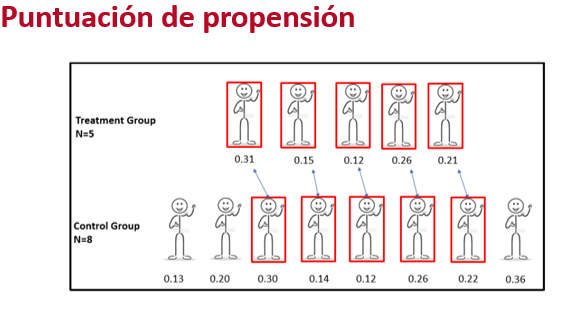 Puntuación de propensión
Treatment Group
N=5
0.31 0.15 0.12 0.26 0.21
Control Group
N=8
0.13 0.20 0.30 0.14 0.12 0.26 0.22 0.36